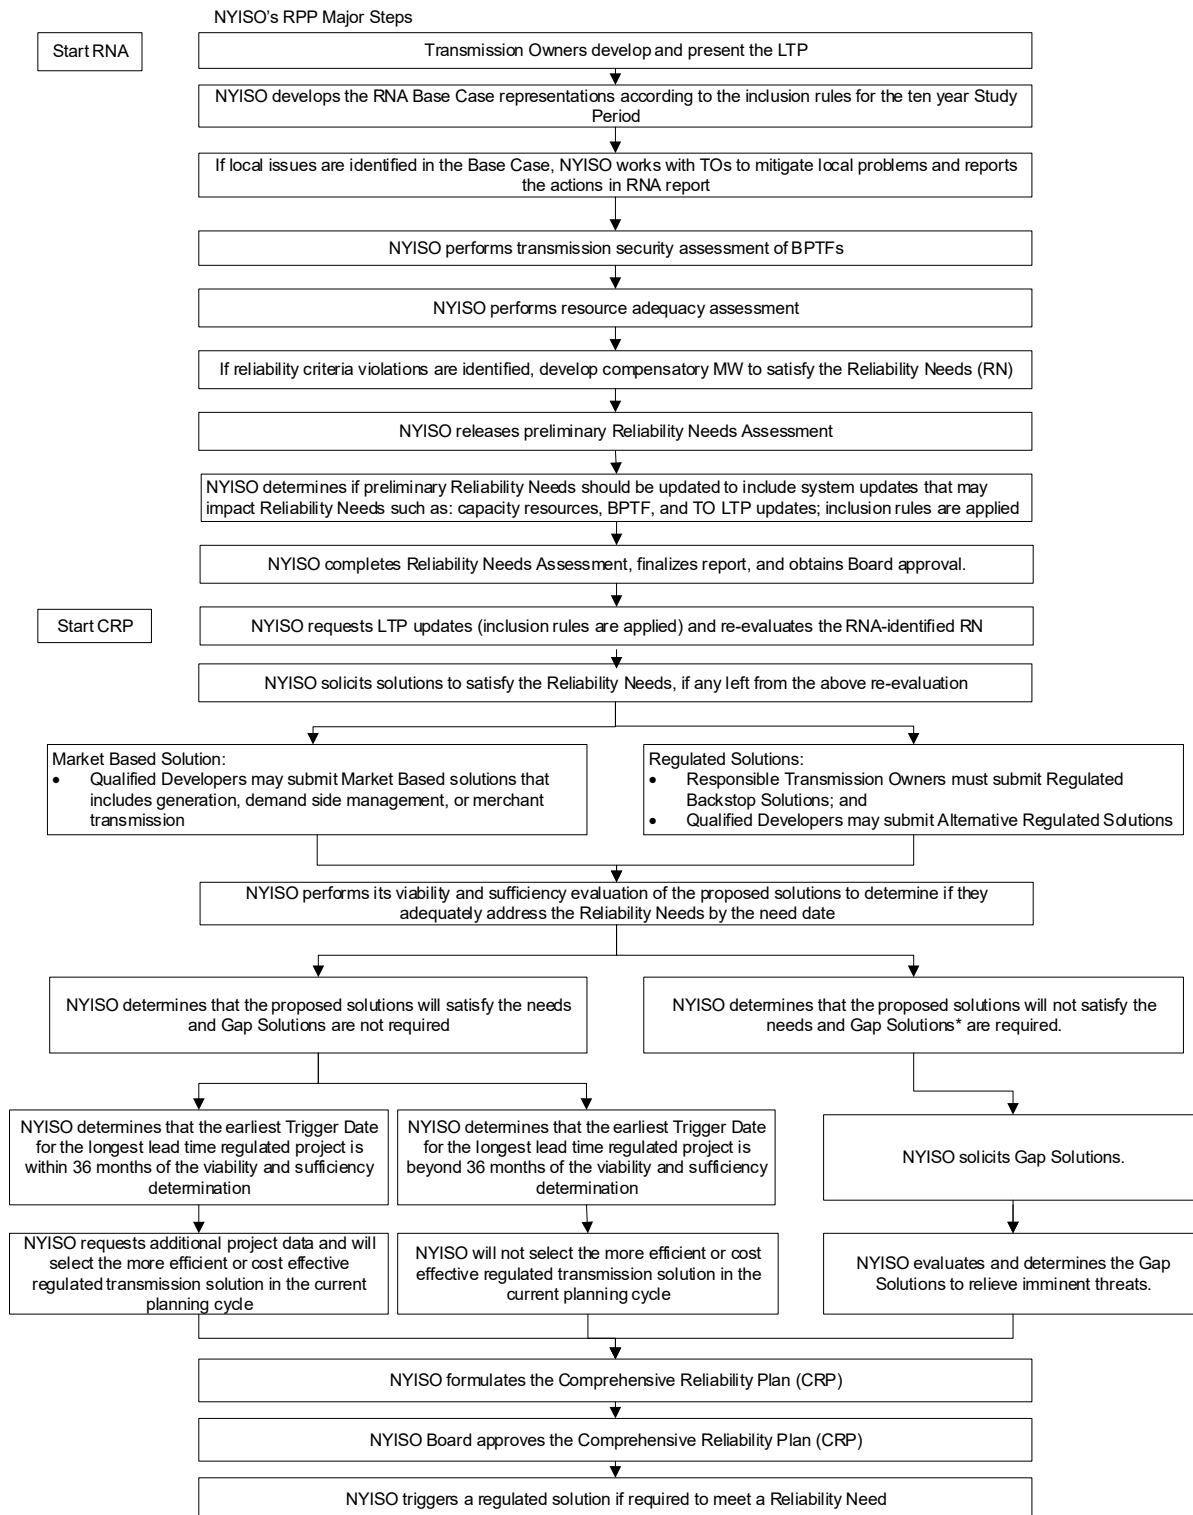 NYISO's RPP Major Steps
Start RNA
Transmission Owners develop and present the LTP
NYISO develops the RNA Base Case representations according to the inclusion rules for the ten year Study
Period
If local issues are identified in the Base Case, NYISO works with TOs to mitigate local problems and reports
the actions in RNA report
NYISO performs transmission security assessment of BPTFs
NYISO performs resource adequacy assessment
If reliability criteria violations are identified, develop compensatory MW to satisfy the Reliability Needs (RN)
NYISO releases preliminary Reliability Needs Assessment
NYISO determines if preliminary Reliability Needs should be updated to include system updates that may
impact Reliability Needs such as: capacity resources, BPTF, and TO LTP updates; inclusion rules are applied
NYISO completes Reliability Needs Assessment, finalizes report, and obtains Board approval.
Start CRP
NYISO requests LTP updates (inclusion rules are applied) and re-evaluates the RNA-identified RN
NYISO solicits solutions to satisfy the Reliability Needs, if any left from the above re-evaluation
Market Based Solution:
• Qualified Developers may submit Market Based solutions that
includes generation, demand side management, or merchant
transmission
Regulated Solutions:
• Responsible Transmission Owners must submit Regulated
Backstop Solutions; and
• Qualified Developers may submit Alternative Regulated Solutions
NYISO performs its viability and sufficiency evaluation of the proposed solutions to determine if they
adequately address the Reliability Needs by the need date
NYISO determines that the proposed solutions will satisfy the needs
and Gap Solutions are not required
NYISO determines that the proposed solutions will not satisfy the
needs and Gap Solutions* are required.
NYISO determines that the earliest Trigger Date
for the longest lead time regulated project is
within 36 months of the viability and sufficiency
determination
NYISO determines that the earliest Trigger Date
for the longest lead time regulated project is
beyond 36 months of the viability and sufficiency
determination
NYISO solicits Gap Solutions.
NYISO requests additional project data and will
select the more efficient or cost effective
regulated transmission solution in the current
planning cycle
NYISO will not select the more efficient or cost
effective regulated transmission solution in the
current planning cycle
NYISO evaluates and determines the Gap
Solutions to relieve imminent threats.
NYISO formulates the Comprehensive Reliability Plan (CRP)
NYISO Board approves the Comprehensive Reliability Plan (CRP)
NYISO triggers a regulated solution if required to meet a Reliability Need